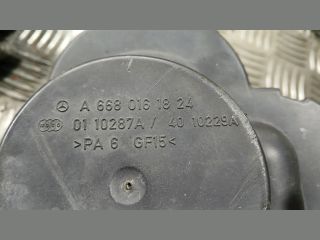 A 668 016 18 24
01 10287A / 40 10229A
>PA 6 GF15<